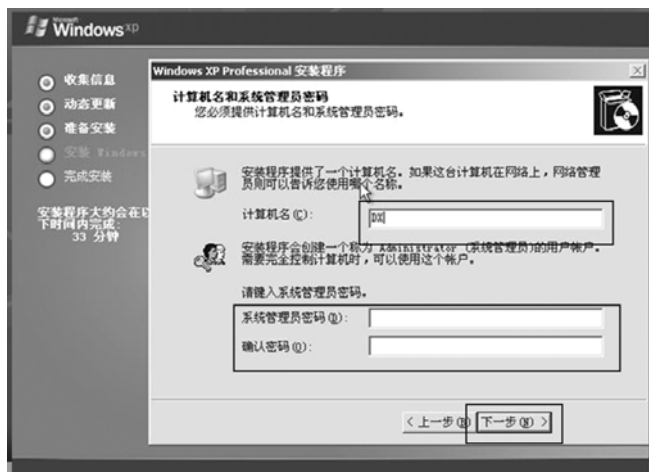 Microsoft
Windows xp
收集信息
动态更新
准备安装
安装 Windows
完成安装
安装程序大约会在以
下时间内完成:
33 分钟
Windows XP Professional 安装程序
计算机名和系统管理员密码
您必须提供计算机名和系统管理员密码。
安装程序提供了一个计算机名。如果这台计算机在网络上，网络管理
员则可以告诉您使用哪个名称。
计算机名(C):
DX
安装程序会创建一个称为 Administrator (系统管理员)的用户帐户。
需要完全控制计算机时，可以使用这个帐户。
请键入系统管理员密码。
系统管理员密码(D):
确认密码(O):
< 上一步(B)
下一步(N) >